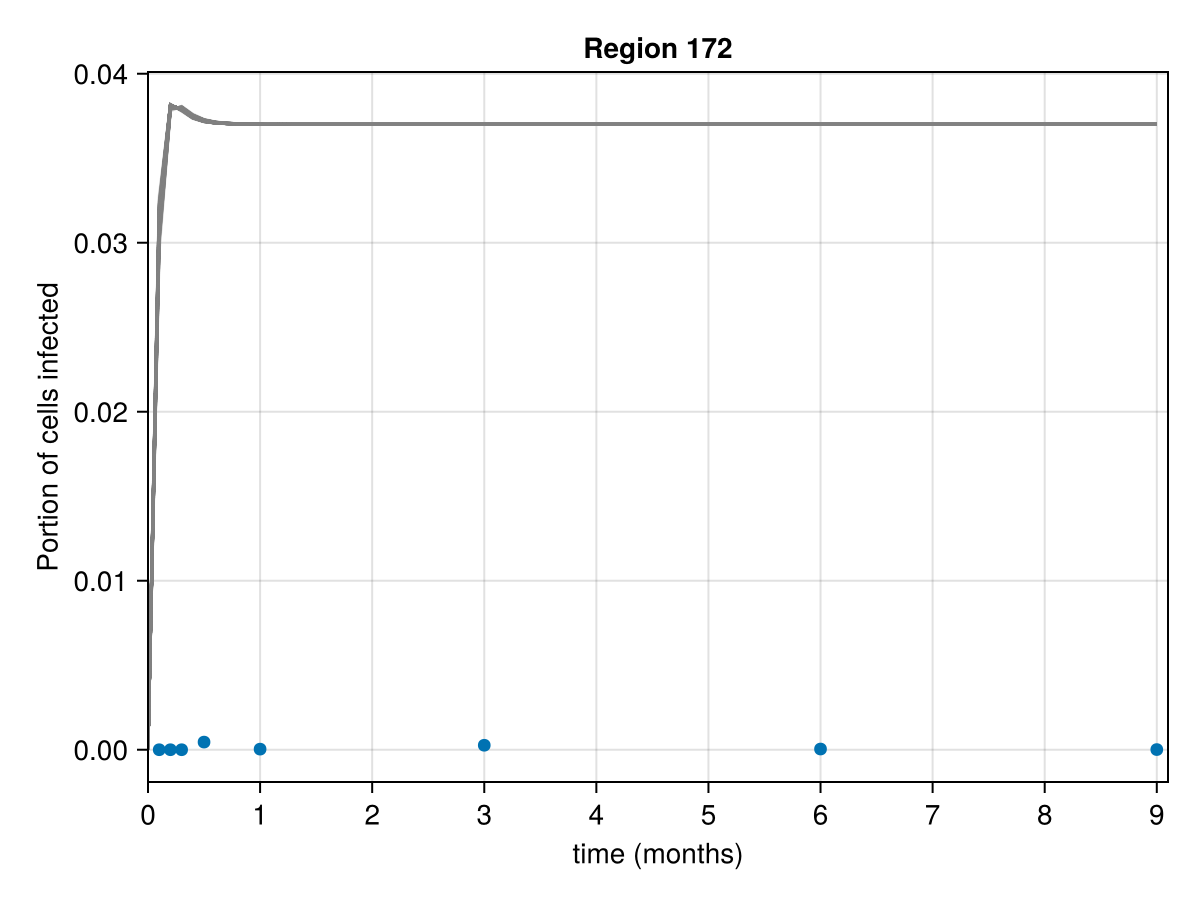 Region 172
0.04
0.03
0.02
0.01
0.00
Portion of cells infected
0 1 2 3 4 5 6 7 8 9
time (months)